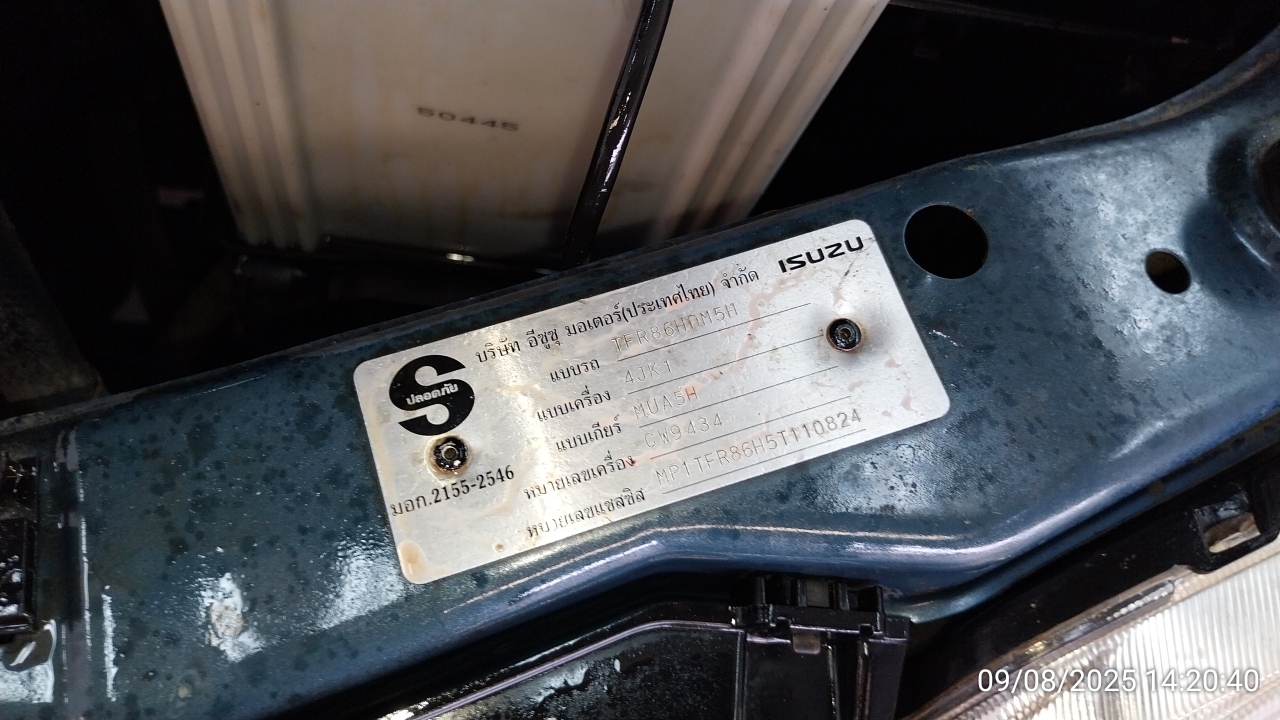 60445
บริษัท อีซูซุ มอเตอร์(ประเทศไทย) จำกัด ISUZU
ปลอดภัย
แบบรถ TFR86HDM5H
แบบเครื่อง 4JK1
แบบเกียร์ MUA5H
หมายเลขเครื่อง CW9434
มอก.2155-2546
หมายเลขแชสซิส MP1TFR86H5T110824
09/08/2025 14:20:40